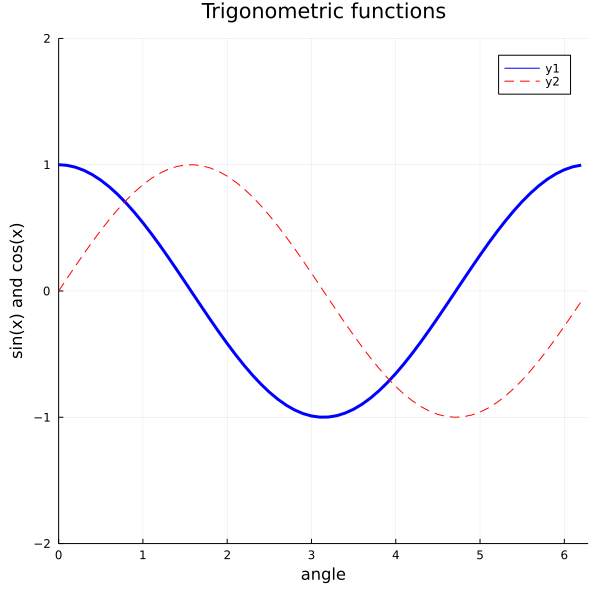 Trigonometric functions
y1
y2
sin(x) and cos(x)
2
1
0
−1
−2
0 1 2 3 4 5 6
angle